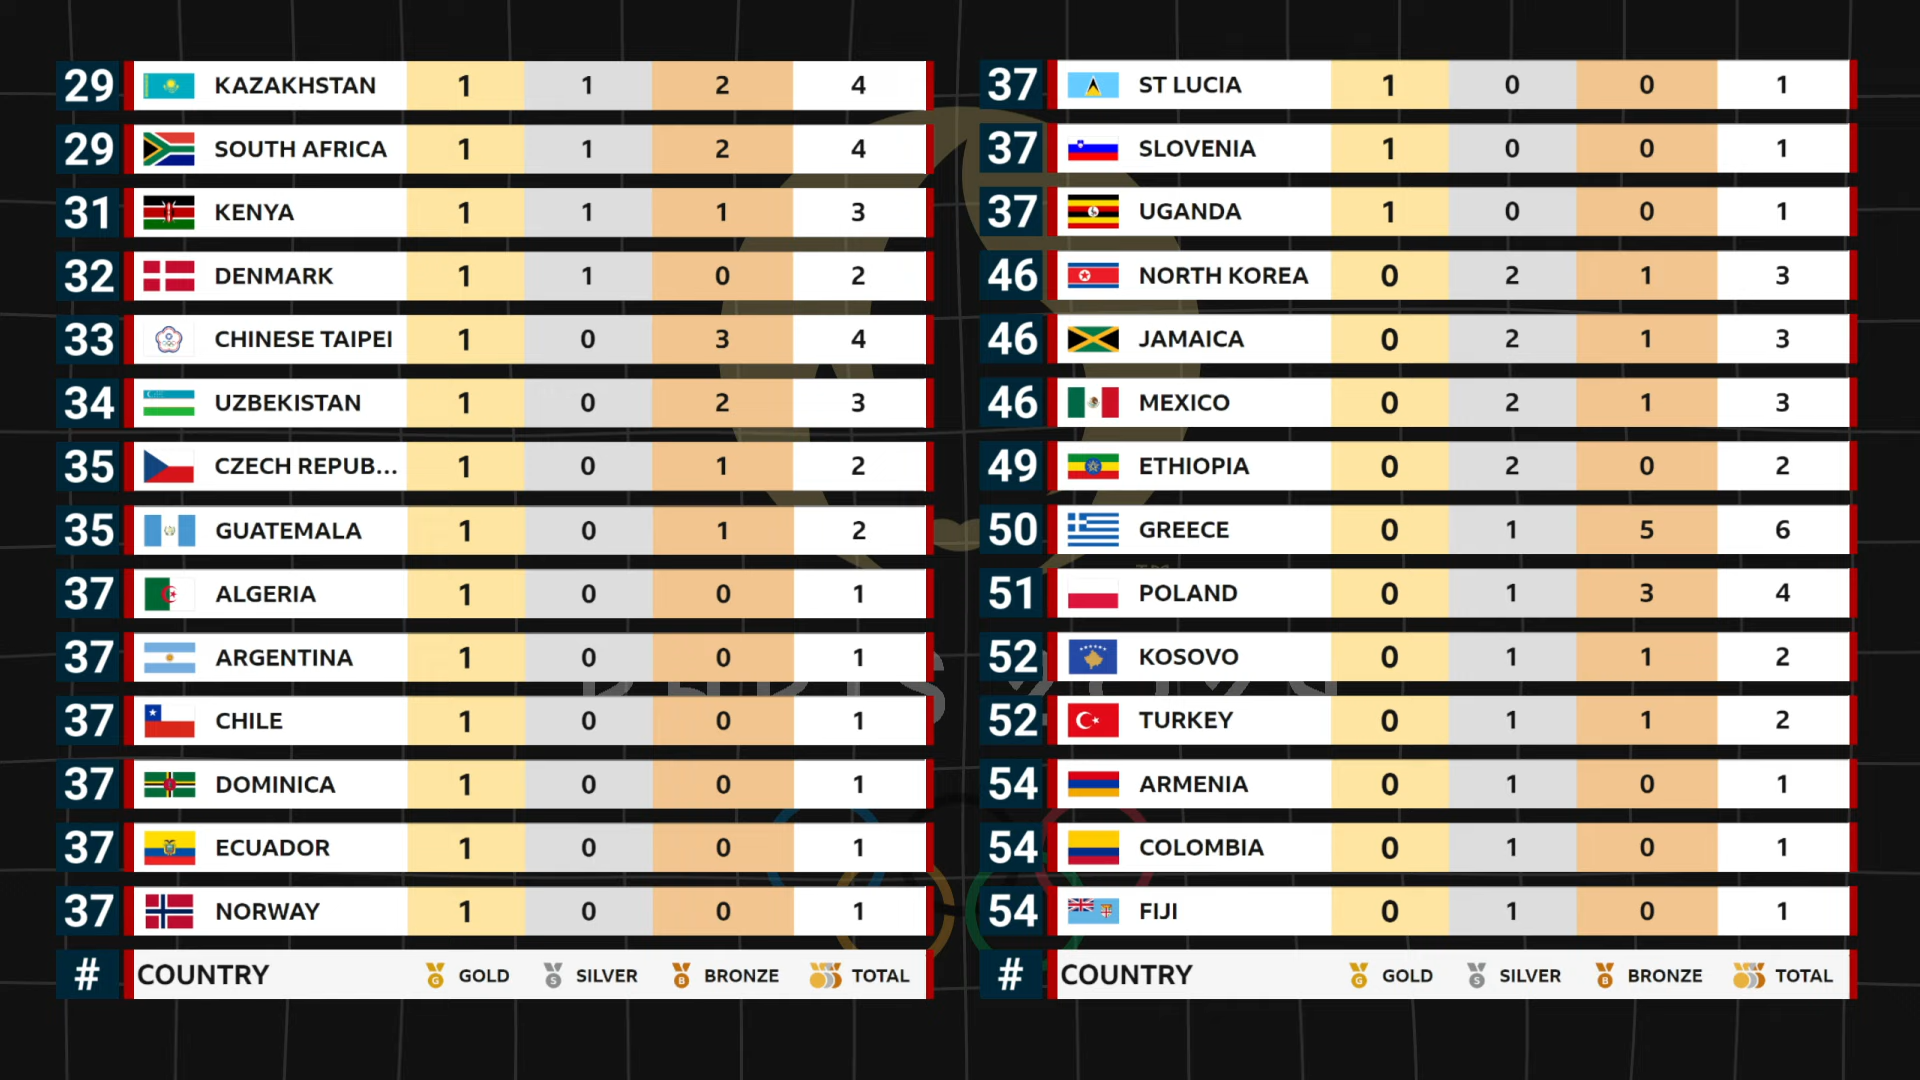 29 KAZAKHSTAN 1 1 2 4
29 SOUTH AFRICA 1 1 2 4
31 KENYA 1 1 1 3
32 DENMARK 1 1 0 2
33 CHINESE TAIPEI 1 0 3 4
34 UZBEKISTAN 1 0 2 3
35 CZECH REPUB... 1 0 1 2
35 GUATEMALA 1 0 1 2
37 ALGERIA 1 0 0 1
37 ARGENTINA 1 0 0 1
37 CHILE 1 0 0 1
37 DOMINICA 1 0 0 1
37 ECUADOR 1 0 0 1
37 NORWAY 1 0 0 1
# COUNTRY GOLD SILVER BRONZE TOTAL
37 ST LUCIA 1 0 0 1
37 SLOVENIA 1 0 0 1
37 UGANDA 1 0 0 1
46 NORTH KOREA 0 2 1 3
46 JAMAICA 0 2 1 3
46 MEXICO 0 2 1 3
49 ETHIOPIA 0 2 0 2
50 GREECE 0 1 5 6
51 POLAND 0 1 3 4
52 KOSOVO 0 1 1 2
52 TURKEY 0 1 1 2
54 ARMENIA 0 1 0 1
54 COLOMBIA 0 1 0 1
54 FIJI 0 1 0 1
# COUNTRY GOLD SILVER BRONZE TOTAL